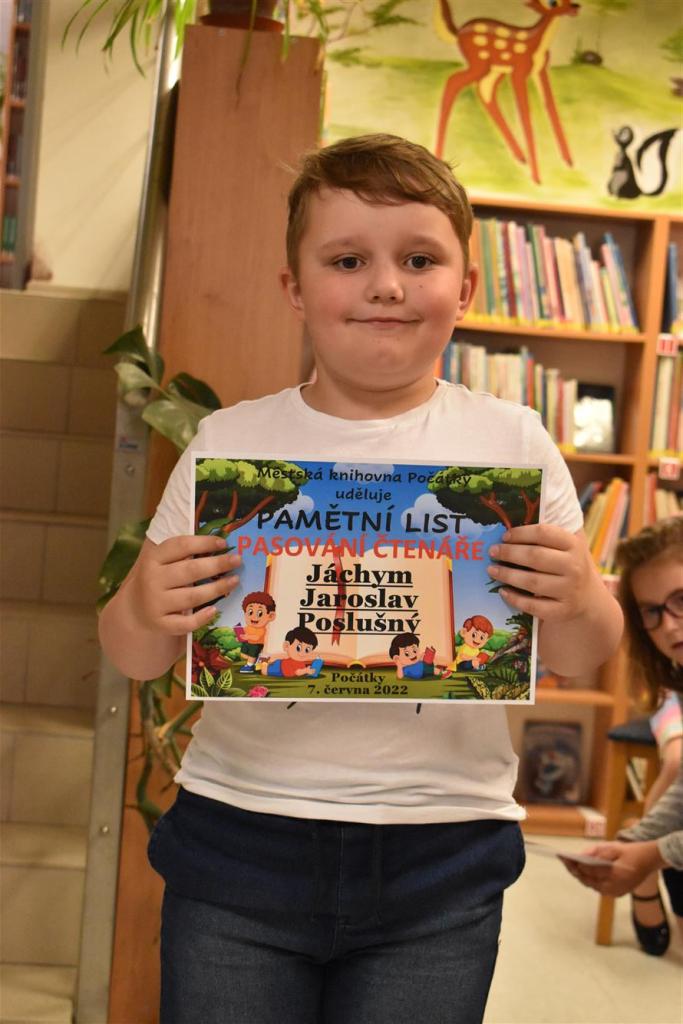 Městská knihovna Počátky
uděluje
PAMĚTNÍ LIST
PASOVÁNÍ ČTENÁŘE
Jáchym
Jaroslav
Poslušný
Počátky
7. června 2022